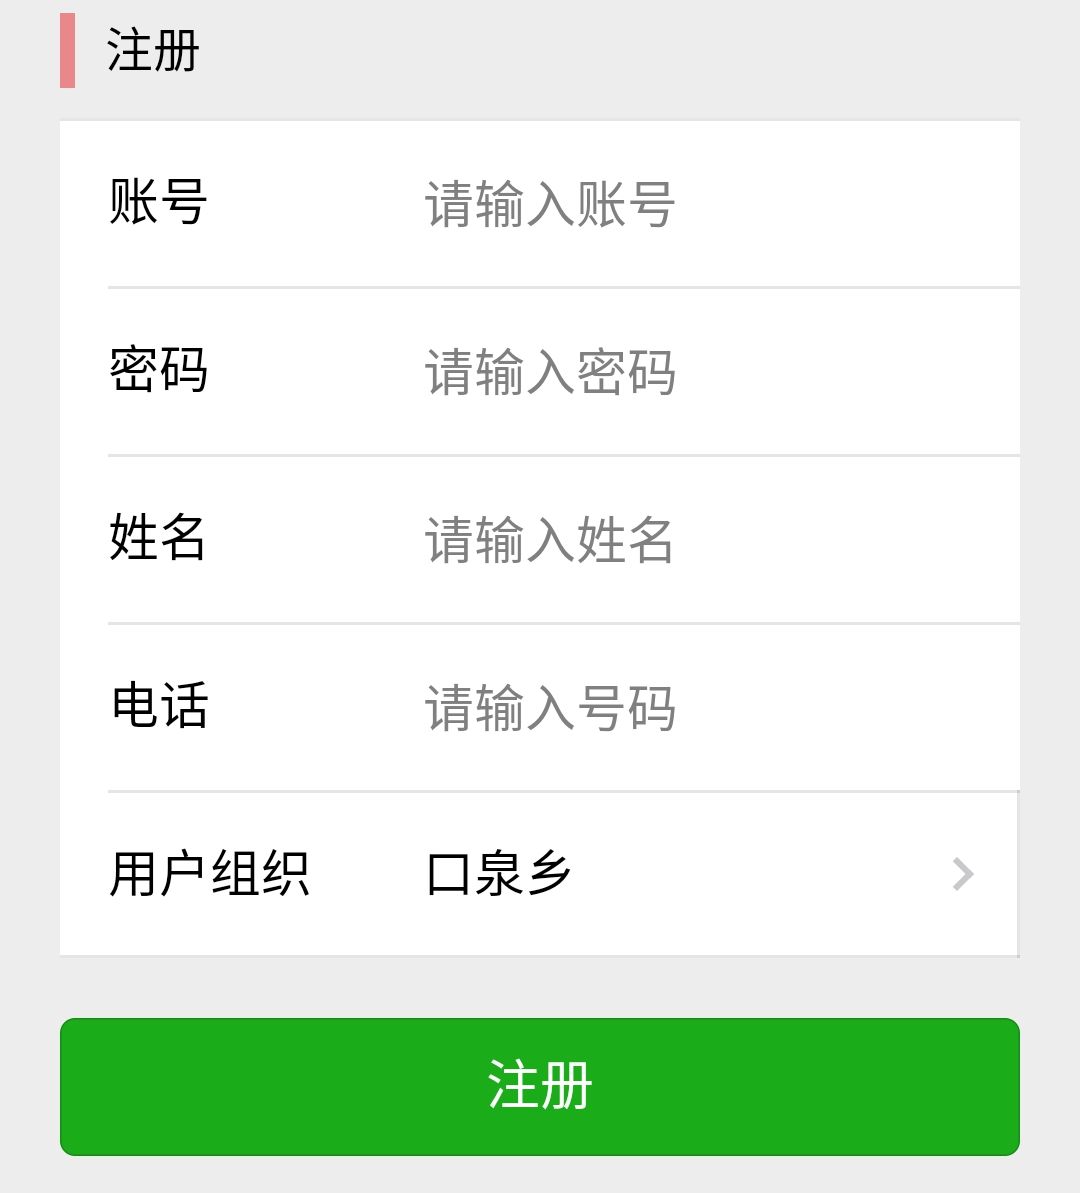 注册
账号 请输入账号
密码 请输入密码
姓名 请输入姓名
电话 请输入号码
用户组织 口泉乡
注册